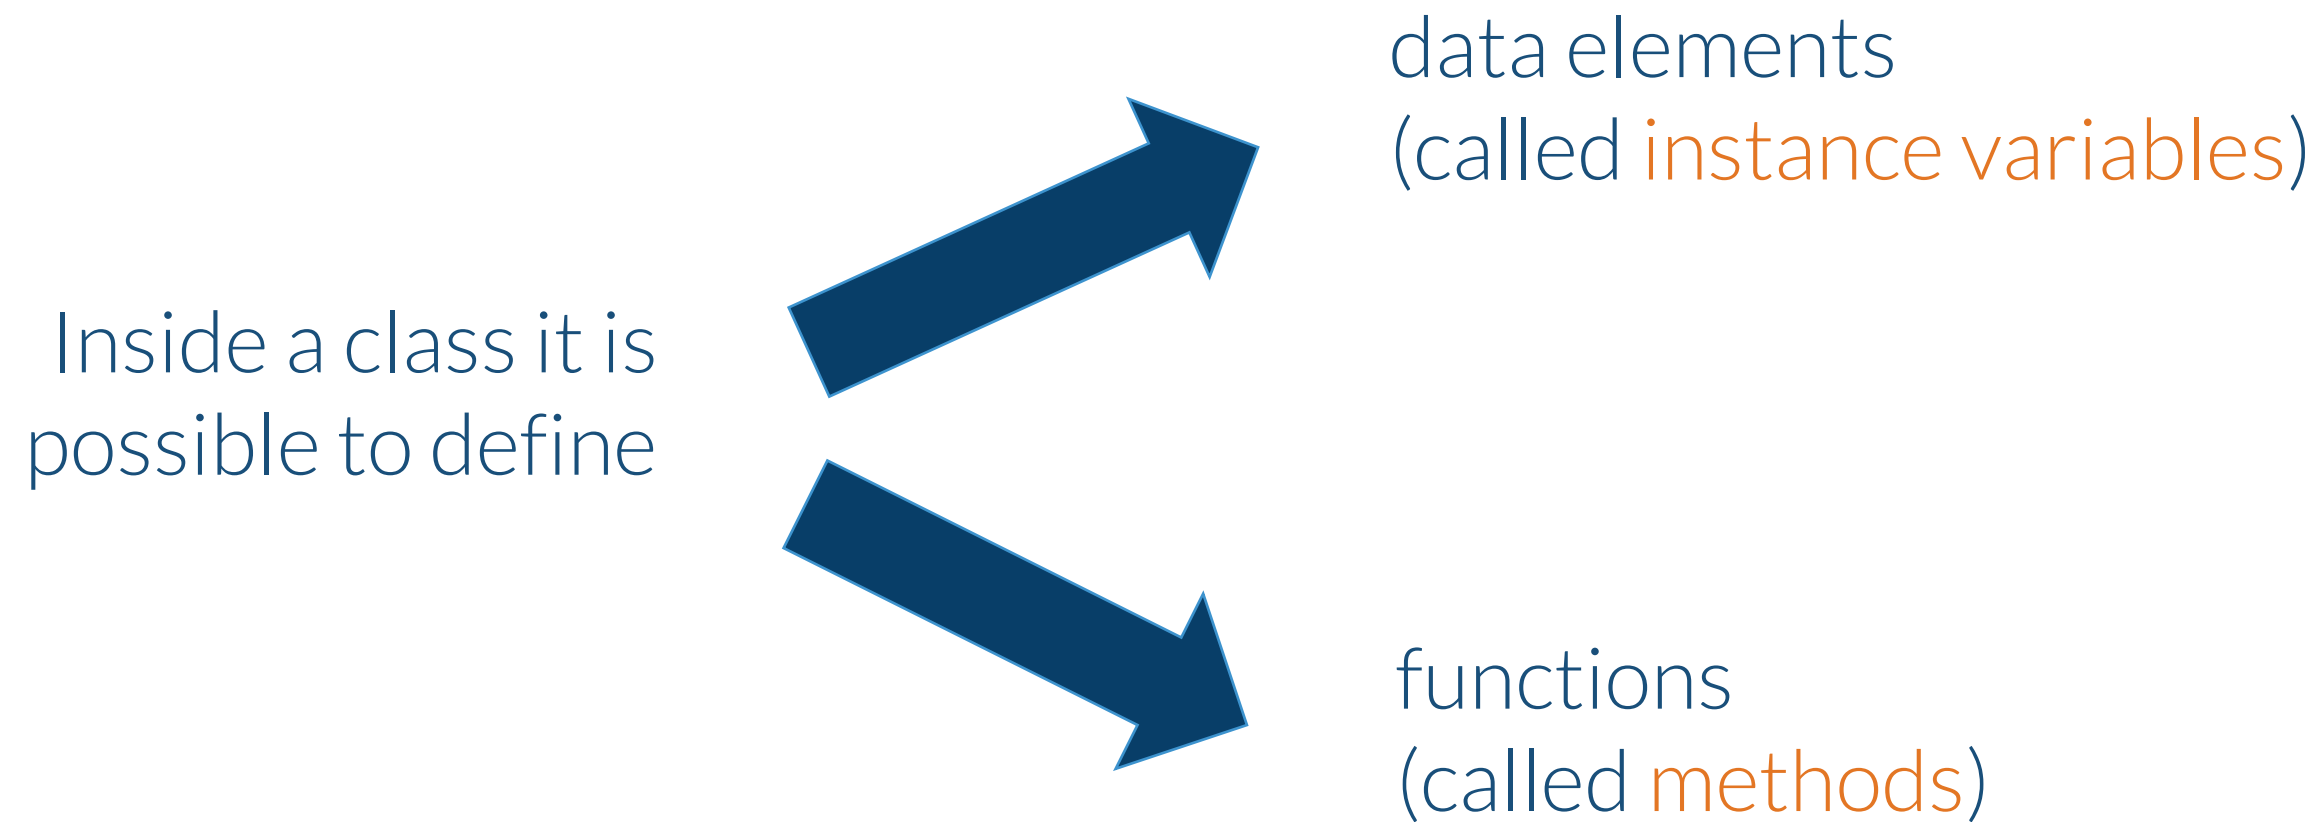 Inside a class it is
possible to define
data elements
(called instance variables)
functions
(called methods)